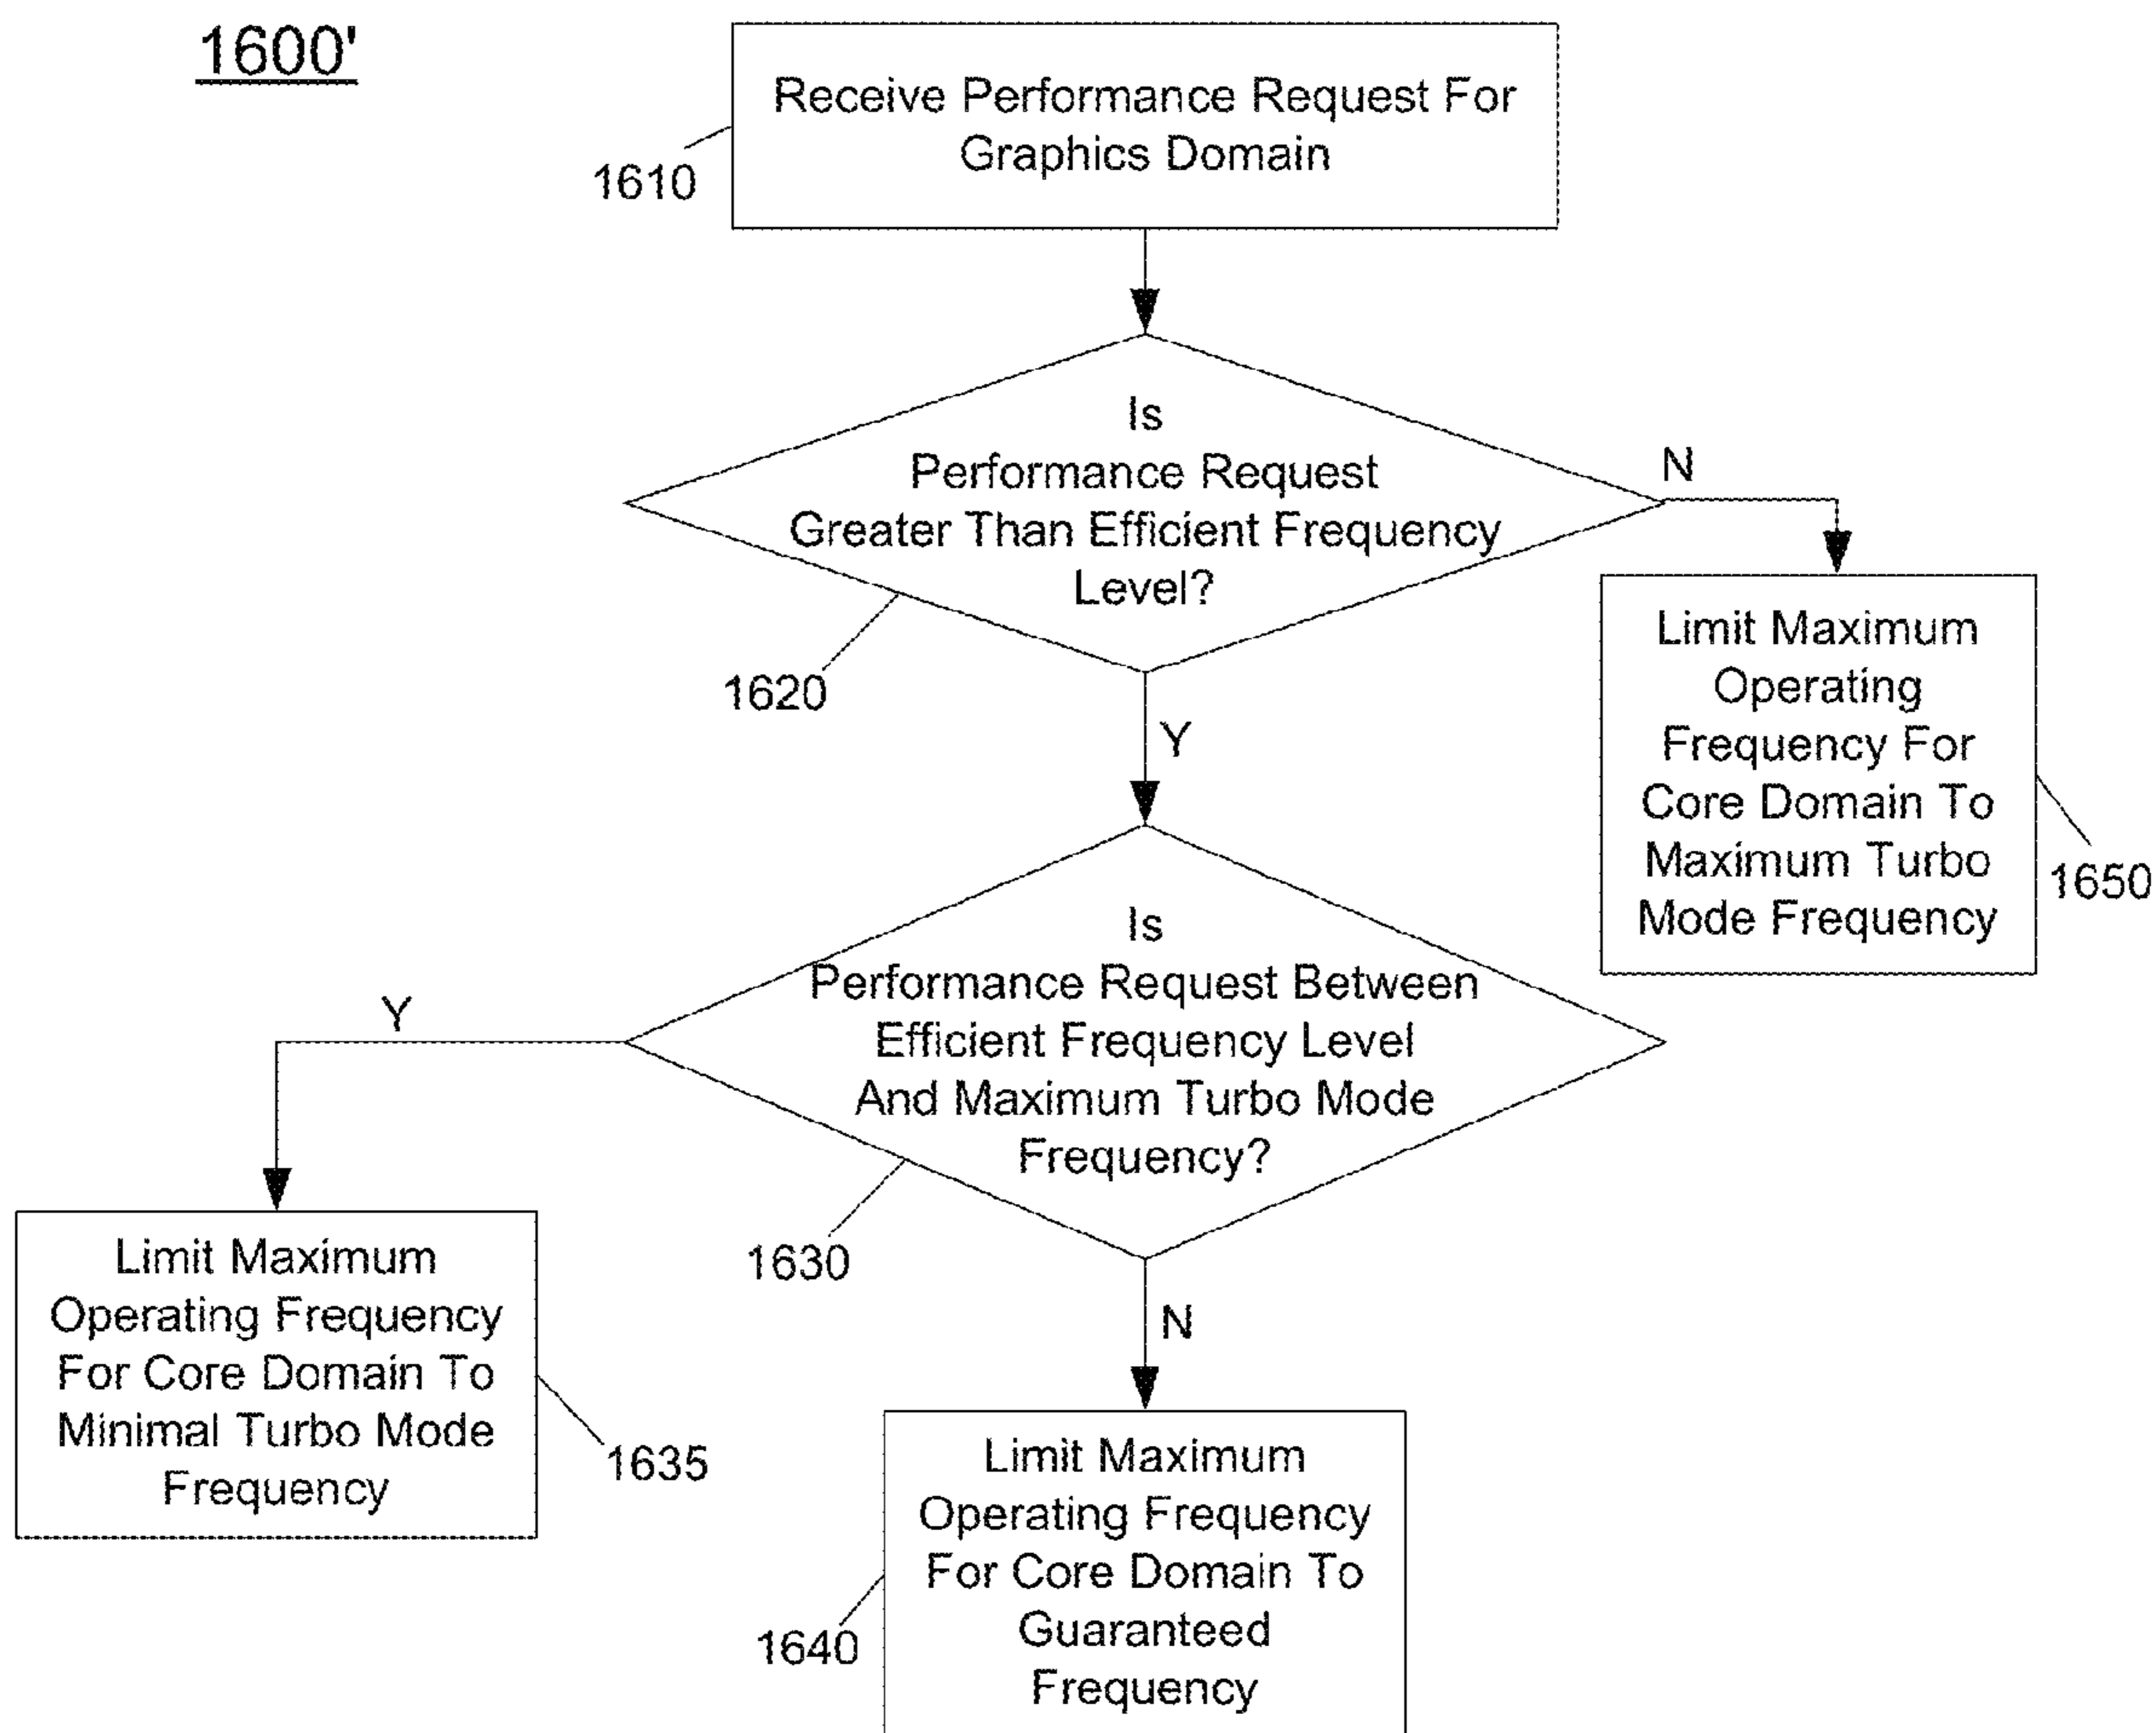 1600'
Receive Performance Request For
Graphics Domain
1610
Is
Performance Request
Greater Than Efficient Frequency
Level?
N
1620
Y
Limit Maximum
Operating
Frequency For
Core Domain To
Maximum Turbo
Mode Frequency
1650
Is
Performance Request Between
Efficient Frequency Level
And Maximum Turbo Mode
Frequency?
Y
1630
N
Limit Maximum
Operating Frequency
For Core Domain To
Minimal Turbo Mode
Frequency
1635
Limit Maximum
Operating Frequency
For Core Domain To
Guaranteed
Frequency
1640